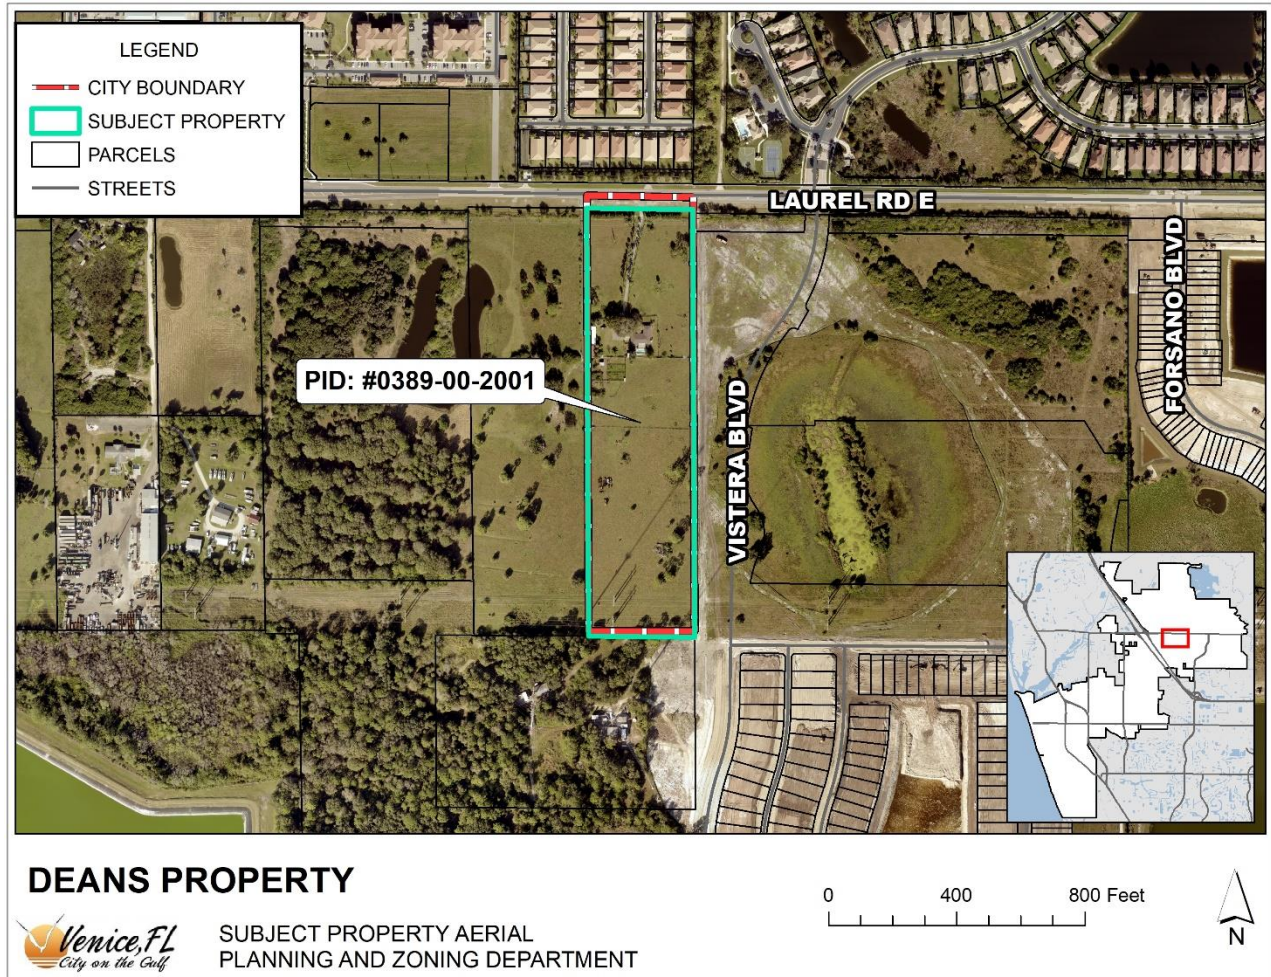 LEGEND
CITY BOUNDARY
SUBJECT PROPERTY
PARCELS
STREETS
LAUREL RD E
FORSANO BLVD
PID: #0389-00-2001
VISTERA BLVD
DEANS PROPERTY
0 400 800 Feet
Venice, FL
City on the Gulf
SUBJECT PROPERTY AERIAL
PLANNING AND ZONING DEPARTMENT
N